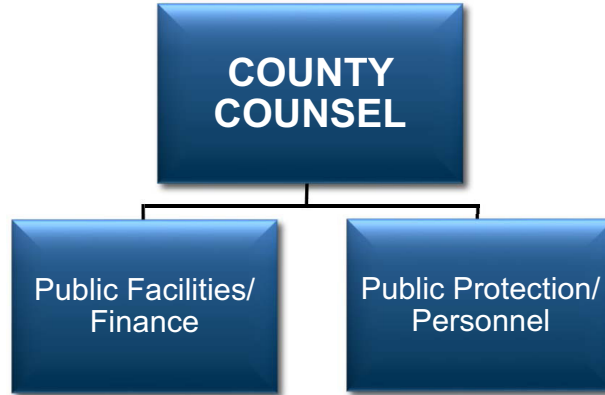 COUNTY
COUNSEL
Public Facilities/
Finance
Public Protection/
Personnel